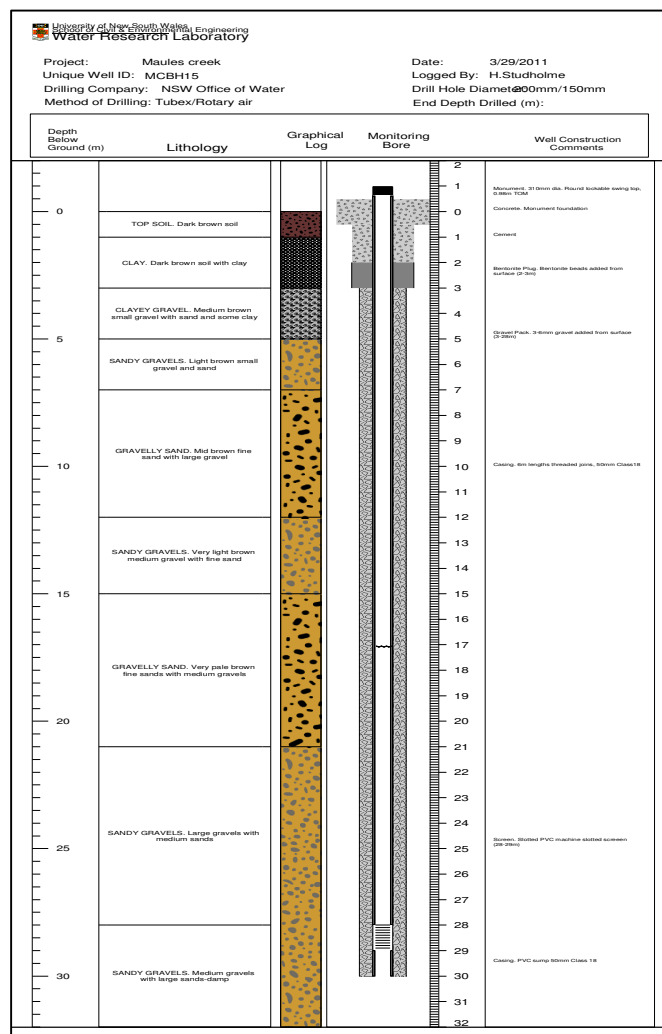 University of New South Wales
School of Civil & Environmental Engineering
Water Research Laboratory
Project: Maules creek
Date: 3/29/2011
Unique Well ID: MCBH15
Logged By: H.Studholme
Drilling Company: NSW Office of Water
Drill Hole Diameter: 200mm/150mm
Method of Drilling: Tubex/Rotary air
End Depth Drilled (m):
Depth
Below
Ground (m)
Lithology
Graphical
Log
Monitoring
Bore
Well Construction
Comments
2
1
Monument. 310mm dia. Round lockable swing top,
0.98m TOM
0
0
Concrete. Monument foundation
TOP SOIL. Dark brown soil
1
Cement
CLAY. Dark brown soil with clay
2
Bentonite Plug. Bentonite beads added from
surface (2-3m)
3
CLAYEY GRAVEL. Medium brown
small gravel with sand and some clay
4
5
5
Gravel Pack. 3-6mm gravel added from surface
(3-28m)
SANDY GRAVELS. Light brown small
gravel and sand
6
7
8
GRAVELLY SAND. Mid brown fine
sand with large gravel
9
10
10
Casing. 6m lengths threaded joins, 50mm Class18
11
12
13
SANDY GRAVELS. Very light brown
medium gravel with fine sand
14
15
15
16
17
GRAVELLY SAND. Very pale brown
fine sands with medium gravels
18
19
20
20
21
22
23
SANDY GRAVELS. Large gravels with
medium sands
24
25
25
Screen. Slotted PVC machine slotted screeen
(28-29m)
26
27
28
29
Casing. PVC sump 50mm Class 18
SANDY GRAVELS. Medium gravels
with large sands-damp
30
30
31
32